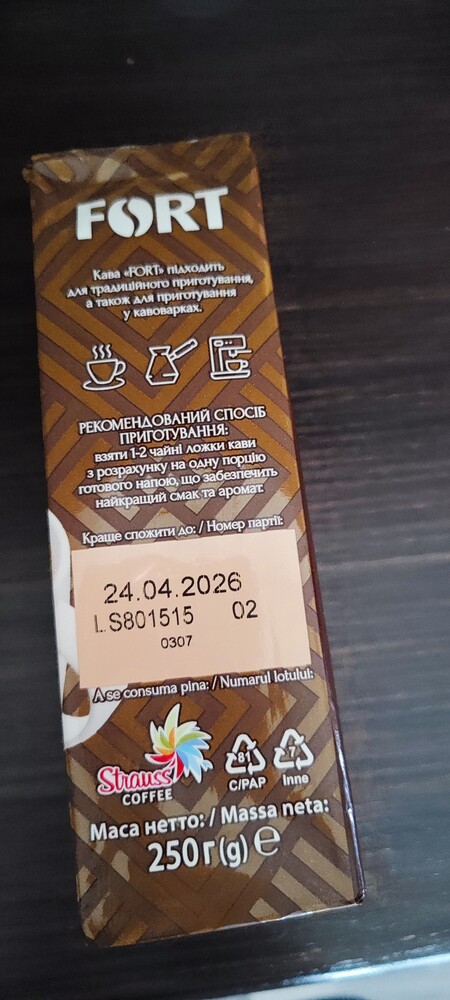 FORT
Кава «FORT» підходить
для традиційного приготування,
а також для приготування
у кавоварках.
РЕКОМЕНДОВАНИЙ СПОСІБ
ПРИГОТУВАННЯ:
взяти 1-2 чайні ложки кави
з розрахунку на одну порцію
готового напою, що забезпечить
найкращий смак та аромат.
Краще спожити до: / Номер партії:
24.04.2026
LS801515 02
0307
A se consuma pina: / Numarul lotului:
Strauss
COFFEE
81
C/PAP
7
Inne
Маса нетто: / Massa neta:
250г(g) e